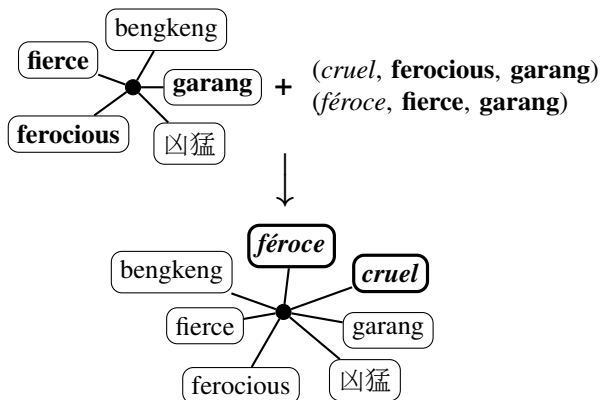 bengkeng
fierce
garang
+
(cruel, ferocious, garang)
(féroce, fierce, garang)
ferocious
凶猛
féroce
bengkeng
cruel
fierce
garang
ferocious
凶猛